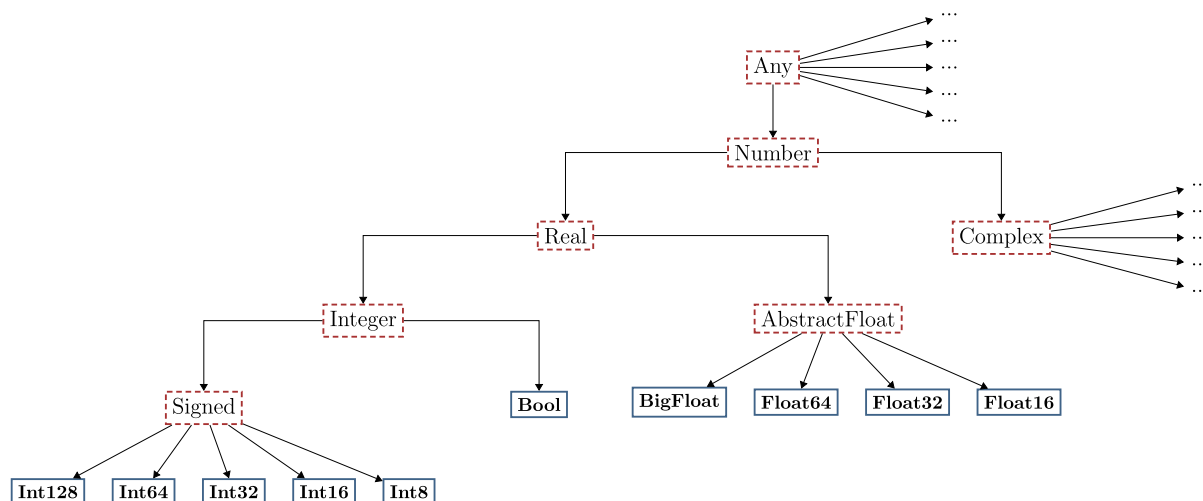 ...
...
Any
...
...
...
Number
...
...
Real
Complex
...
...
...
Integer
AbstractFloat
Signed
Bool
BigFloat
Float64
Float32
Float16
Int128
Int64
Int32
Int16
Int8